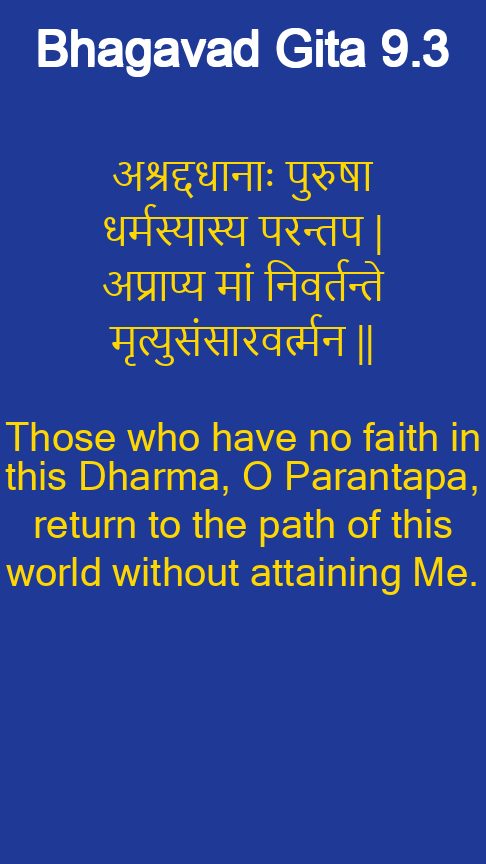 Bhagavad Gita 9.3
अश्रद्दधानाः पुरुषा
धर्मस्यास्य परन्तप |
अप्राप्य मां निवर्तन्ते
मृत्युसंसारवर्त्मन ||
Those who have no faith in
this Dharma, O Parantapa,
return to the path of this
world without attaining Me.